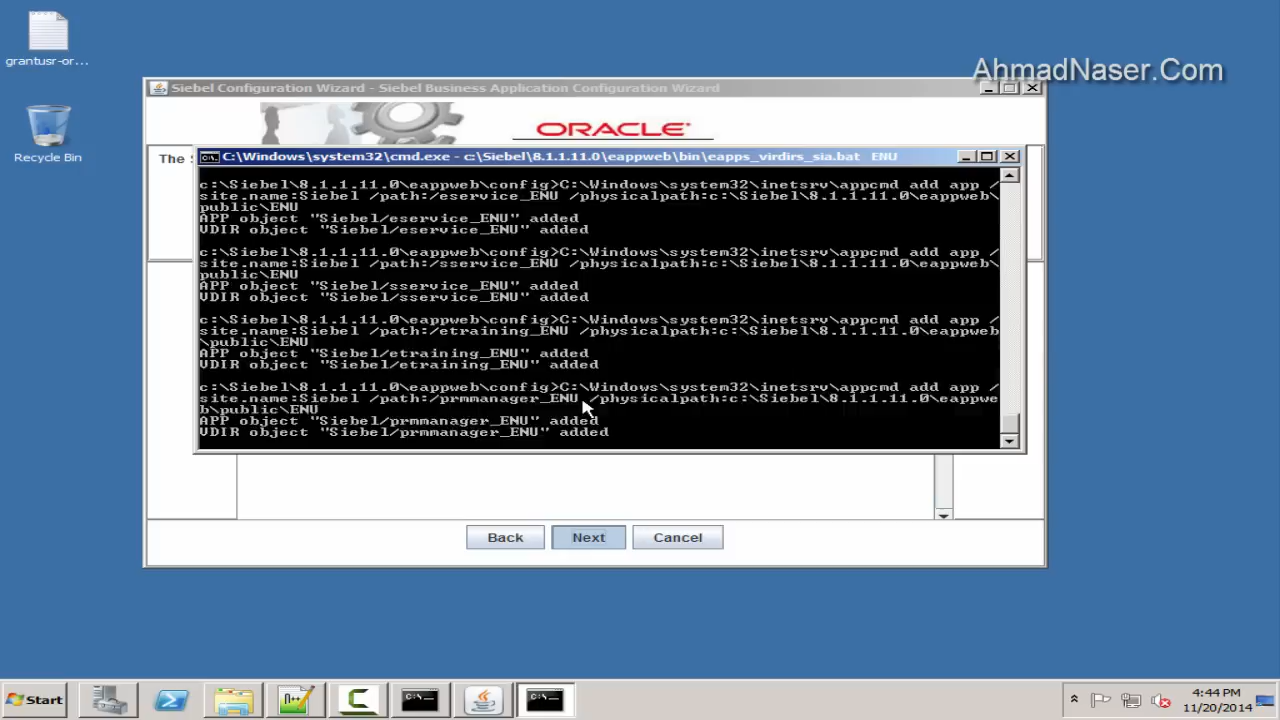 grantusr-or...
Recycle Bin
AhmadNaser.Com
Siebel Configuration Wizard - Siebel Business Application Configuration Wizard
ORACLE
The
C:\Windows\system32\cmd.exe - c:\Siebel\8.1.1.11.0\eappweb\bin\eapps_virdirs_sia.bat ENU
c:\Siebel\8.1.1.11.0\eappweb\config>C:\Windows\system32\inetsrv\appcmd add app /
site.name:Siebel /path:/eservice_ENU /physicalpath:c:\Siebel\8.1.1.11.0\eappweb\
public\ENU
APP object "Siebel/eservice_ENU" added
VDIR object "Siebel/eservice_ENU" added
c:\Siebel\8.1.1.11.0\eappweb\config>C:\Windows\system32\inetsrv\appcmd add app /
site.name:Siebel /path:/sservice_ENU /physicalpath:c:\Siebel\8.1.1.11.0\eappweb\
public\ENU
APP object "Siebel/sservice_ENU" added
VDIR object "Siebel/sservice_ENU" added
c:\Siebel\8.1.1.11.0\eappweb\config>C:\Windows\system32\inetsrv\appcmd add app /
site.name:Siebel /path:/etraining_ENU /physicalpath:c:\Siebel\8.1.1.11.0\eappweb
\public\ENU
APP object "Siebel/etraining_ENU" added
VDIR object "Siebel/etraining_ENU" added
c:\Siebel\8.1.1.11.0\eappweb\config>C:\Windows\system32\inetsrv\appcmd add app /
site.name:Siebel /path:/prmmanager_ENU /physicalpath:c:\Siebel\8.1.1.11.0\eappwe
b\public\ENU
APP object "Siebel/prmmanager_ENU" added
VDIR object "Siebel/prmmanager_ENU" added
Back
Next
Cancel
Start
4:44 PM
11/20/2014